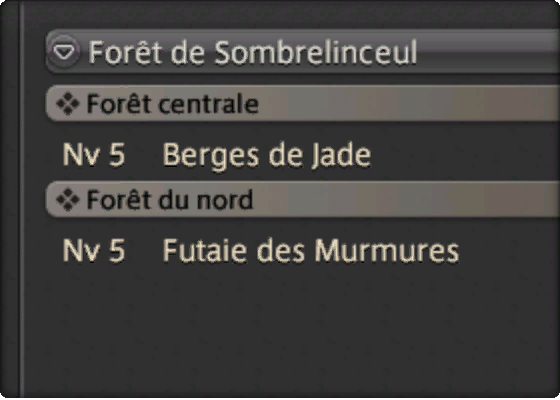 Forêt de Sombrelinceul
Forêt centrale
Nv 5 Berges de Jade
Forêt du nord
Nv 5 Futaie des Murmures